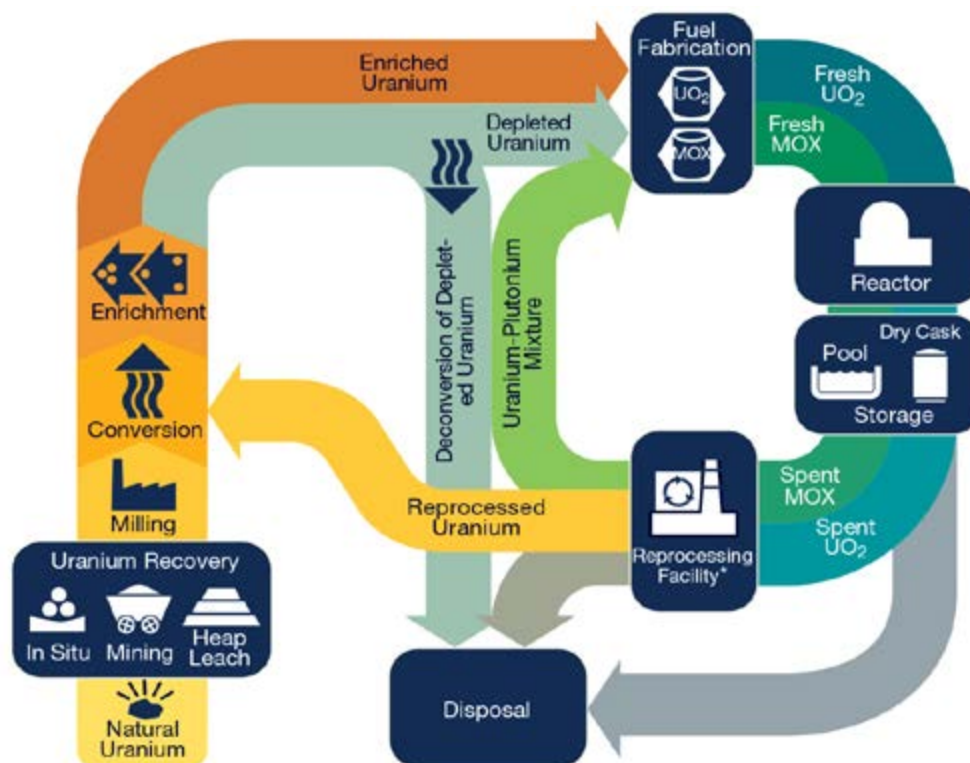 Fuel
Fabrication
UO2
MOX
Enriched
Uranium
Depleted
Uranium
Fresh
UO2
Fresh
MOX
Reactor
Dry Cask
Pool
Storage
Enrichment
Deconversion of Deplet-
ed Uranium
Uranium-Plutonium
Mixture
Conversion
Milling
Reprocessed
Uranium
Reprocessing
Facility*
Spent
MOX
Spent
UO2
Uranium Recovery
In Situ
Mining
Heap
Leach
Natural
Uranium
Disposal